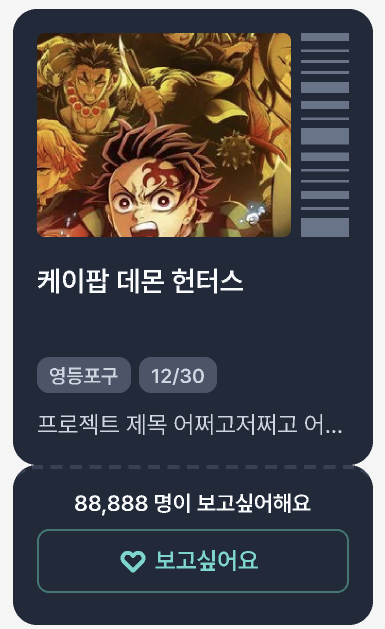 케이팝 데몬 헌터스
영등포구
12/30
프로젝트 제목 어쩌고저쩌고 어...
88,888 명이 보고싶어해요
보고싶어요